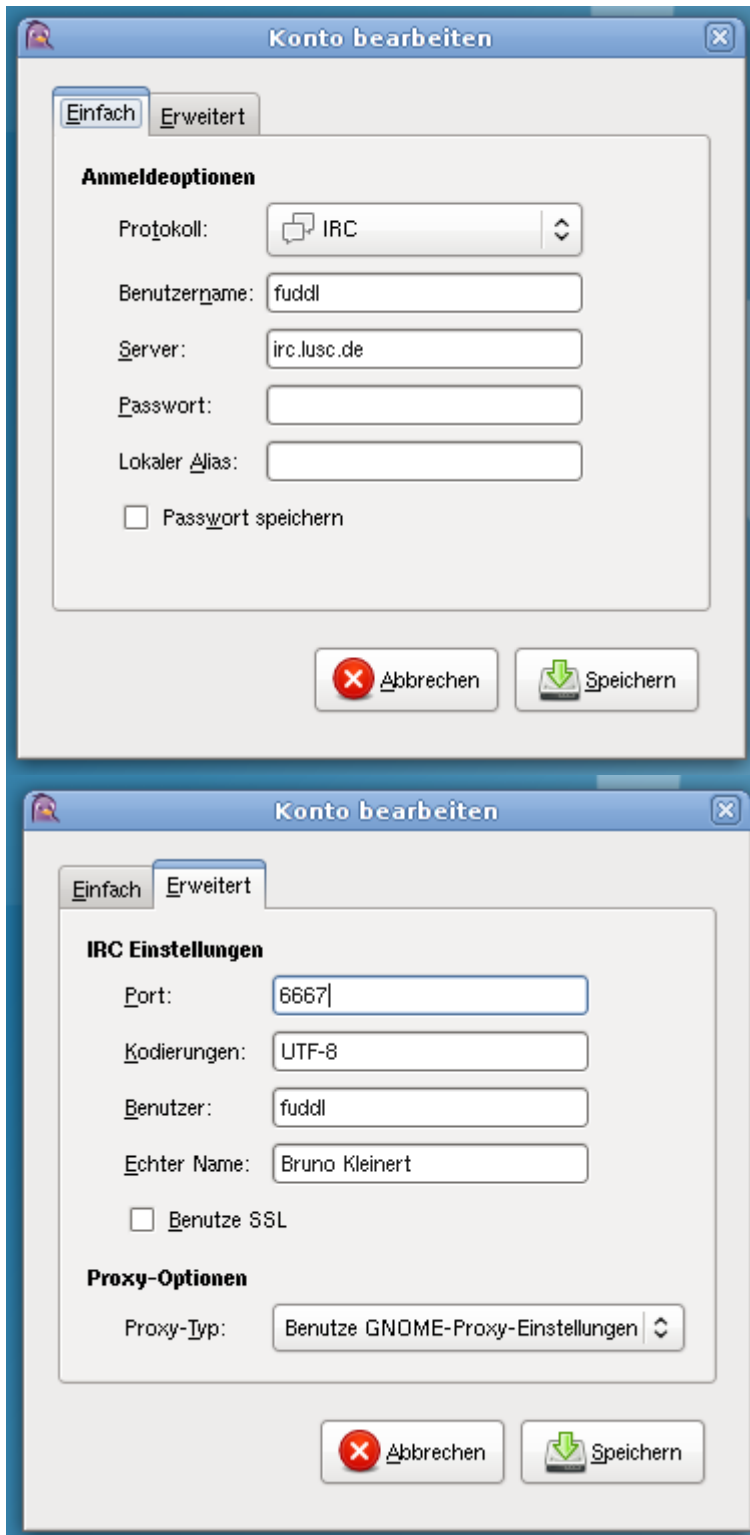 Konto bearbeiten
Einfach Erweitert
Anmeldeoptionen
Protokoll: IRC
Benutzername: fuddl
Server: irc.lusc.de
Passwort:
Lokaler Alias:
Passwort speichern
Abbrechen Speichern
Konto bearbeiten
Einfach Erweitert
IRC Einstellungen
Port: 6667
Kodierungen: UTF-8
Benutzer: fuddl
Echter Name: Bruno Kleinert
Benutze SSL
Proxy-Optionen
Proxy-Typ: Benutze GNOME-Proxy-Einstellungen
Abbrechen Speichern